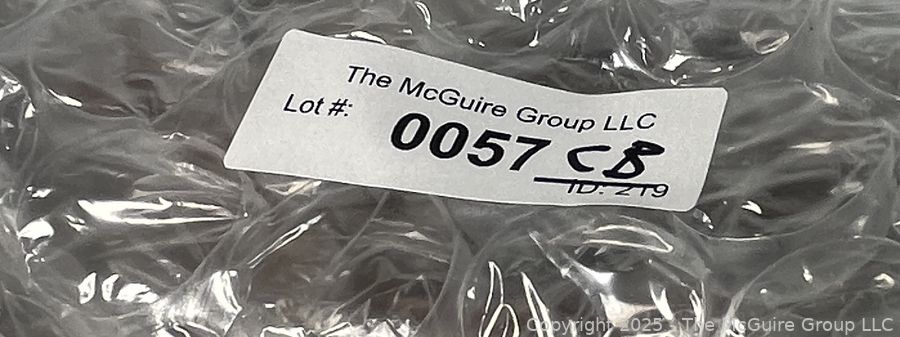 The McGuire Group LLC
Lot #:
0057 CB
ID: 219
Copyright 2025 - The McGuire Group LLC